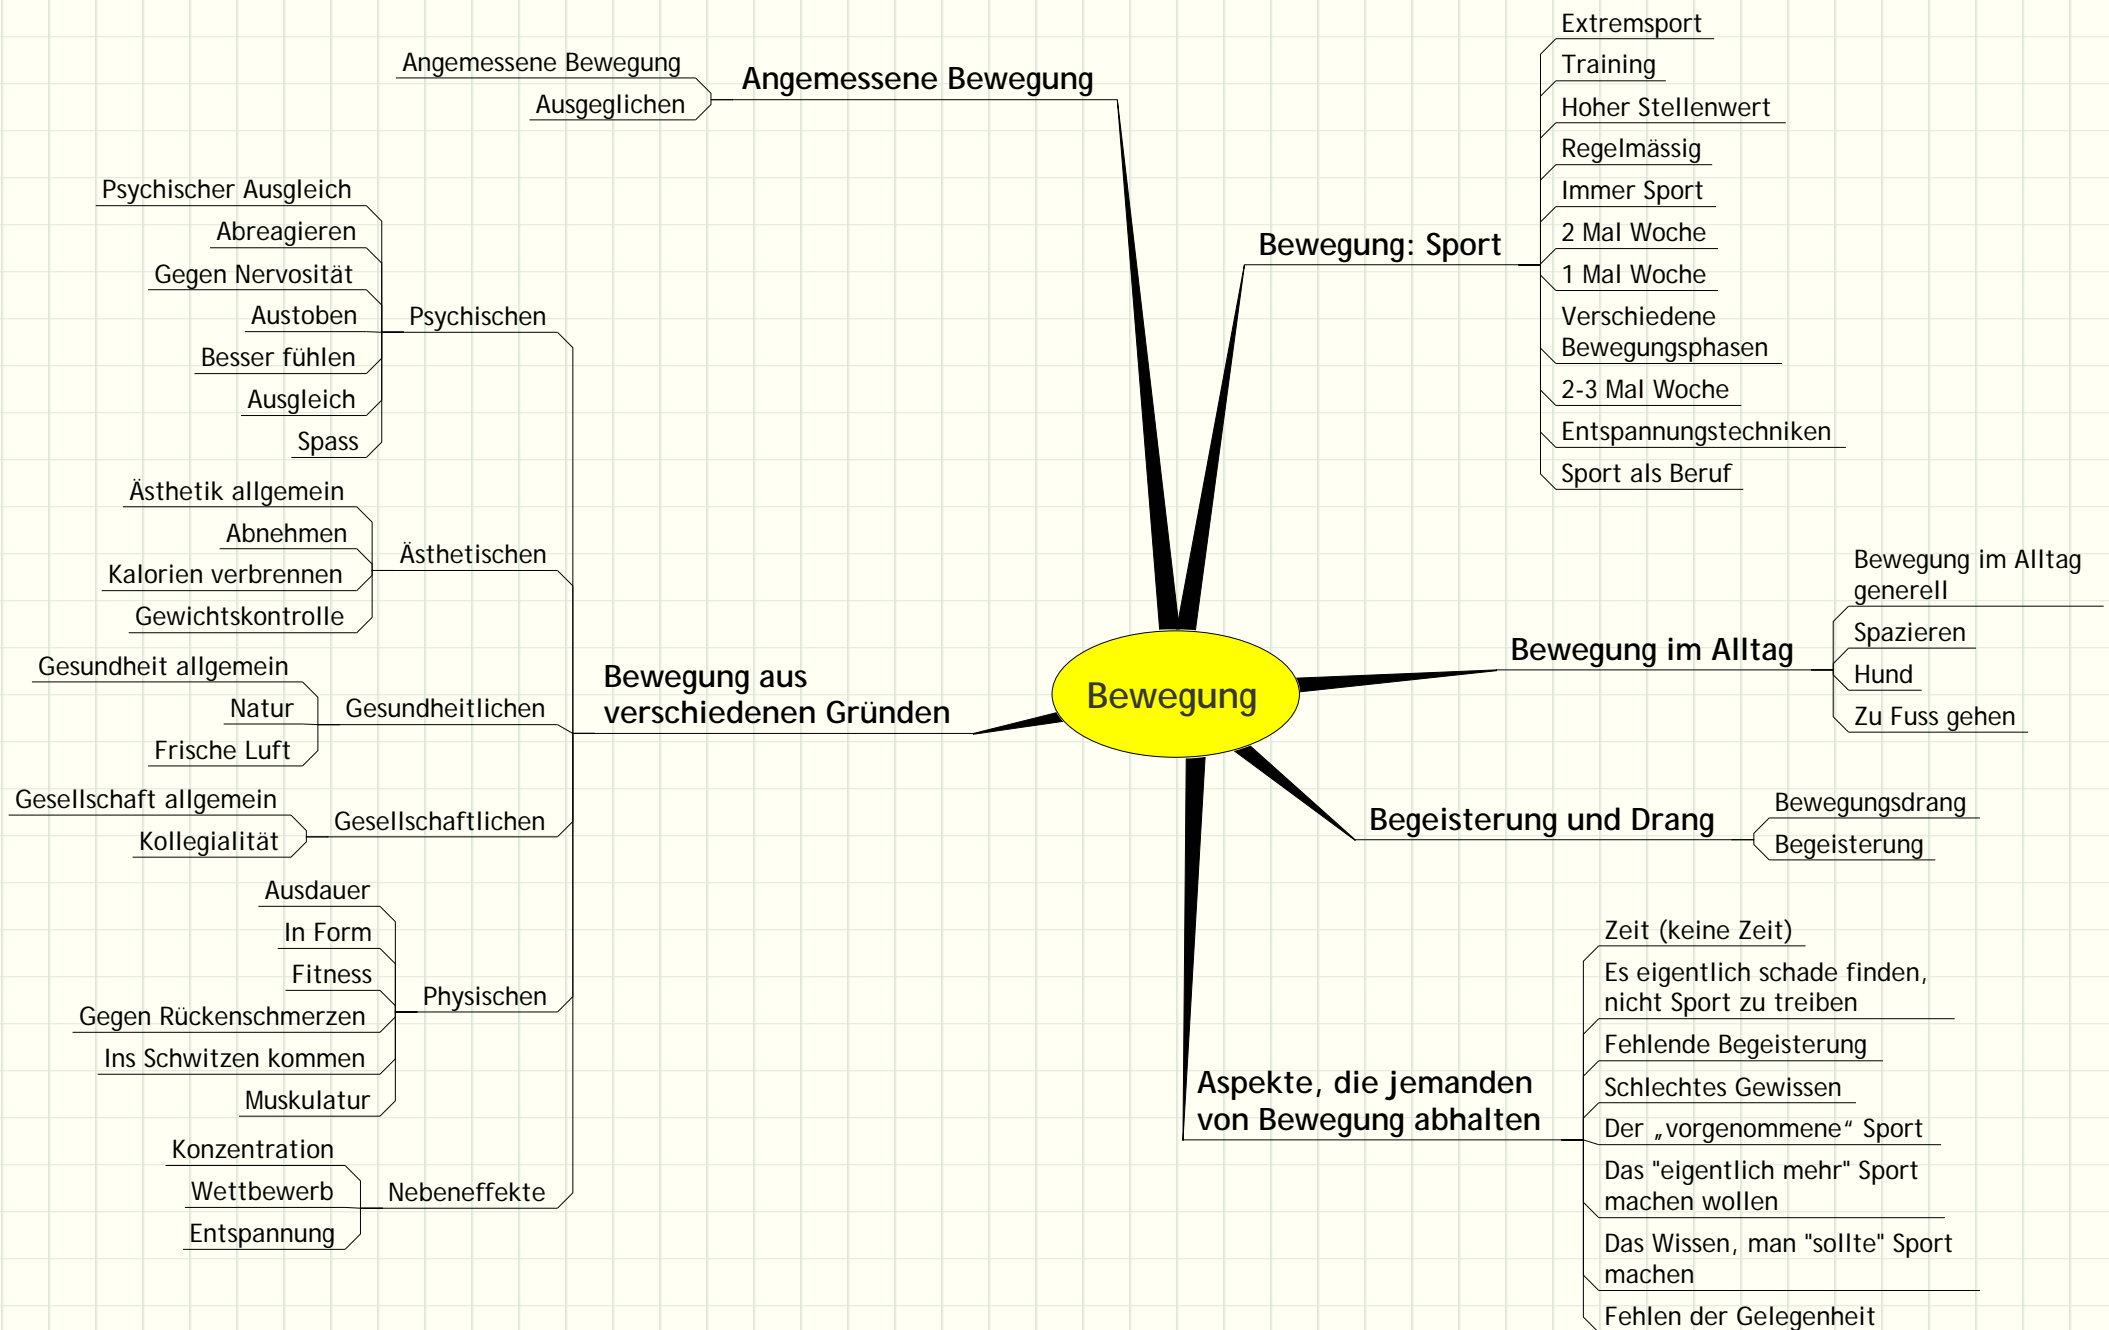 Angemessene Bewegung
Ausgeglichen
Angemessene Bewegung
Psychischer Ausgleich
Abreagieren
Gegen Nervosität
Austoben
Besser fühlen
Ausgleich
Spass
Psychischen
Ästhetik allgemein
Abnehmen
Kalorien verbrennen
Gewichtskontrolle
Ästhetischen
Gesundheit allgemein
Natur
Frische Luft
Gesundheitlichen
Gesellschaft allgemein
Kollegialität
Gesellschaftlichen
Ausdauer
In Form
Fitness
Gegen Rückenschmerzen
Ins Schwitzen kommen
Muskulatur
Physischen
Konzentration
Wettbewerb
Entspannung
Nebeneffekte
Bewegung aus
verschiedenen Gründen
Bewegung
Bewegung: Sport
Extremsport
Training
Hoher Stellenwert
Regelmässig
Immer Sport
2 Mal Woche
1 Mal Woche
Verschiedene
Bewegungsphasen
2-3 Mal Woche
Entspannungstechniken
Sport als Beruf
Bewegung im Alltag
Bewegung im Alltag
generell
Spazieren
Hund
Zu Fuss gehen
Begeisterung und Drang
Bewegungsdrang
Begeisterung
Aspekte, die jemanden
von Bewegung abhalten
Zeit (keine Zeit)
Es eigentlich schade finden,
nicht Sport zu treiben
Fehlende Begeisterung
Schlechtes Gewissen
Der „vorgenommene“ Sport
Das "eigentlich mehr" Sport
machen wollen
Das Wissen, man "sollte" Sport
machen
Fehlen der Gelegenheit